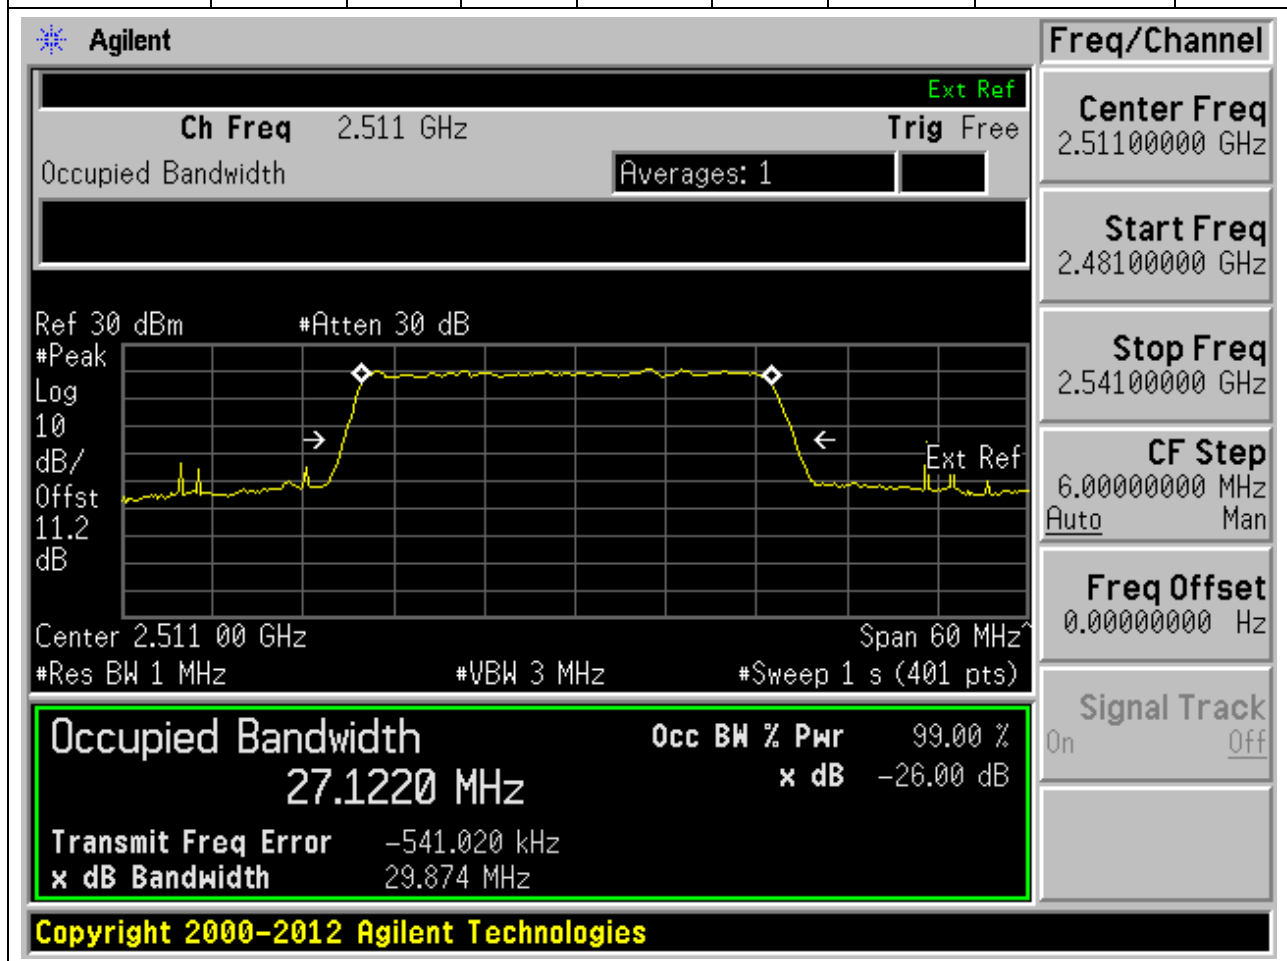 Agilent
Freq/Channel
Ext Ref
Ch Freq 2.511 GHz Trig Free
Occupied Bandwidth Averages: 1
Center Freq
2.51100000 GHz
Start Freq
2.48100000 GHz
Stop Freq
2.54100000 GHz
CF Step
6.00000000 MHz
Auto Man
Freq Offset
0.00000000 Hz
Signal Track
On Off
Ref 30 dBm #Atten 30 dB
#Peak
Log
10
dB/
Offst
11.2
dB
Ext Ref
Center 2.511 00 GHz Span 60 MHz^
#Res BW 1 MHz #VBW 3 MHz #Sweep 1 s (401 pts)
Occupied Bandwidth Occ BW % Pwr 99.00 %
27.1220 MHz x dB -26.00 dB
Transmit Freq Error -541.020 kHz
x dB Bandwidth 29.874 MHz
Copyright 2000-2012 Agilent Technologies